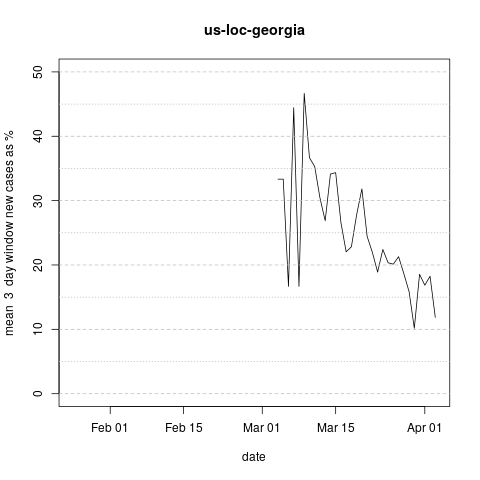 us-loc-georgia
mean  3  day window new cases as %
50
40
30
20
10
0
Feb 01
Feb 15
Mar 01
Mar 15
Apr 01
date